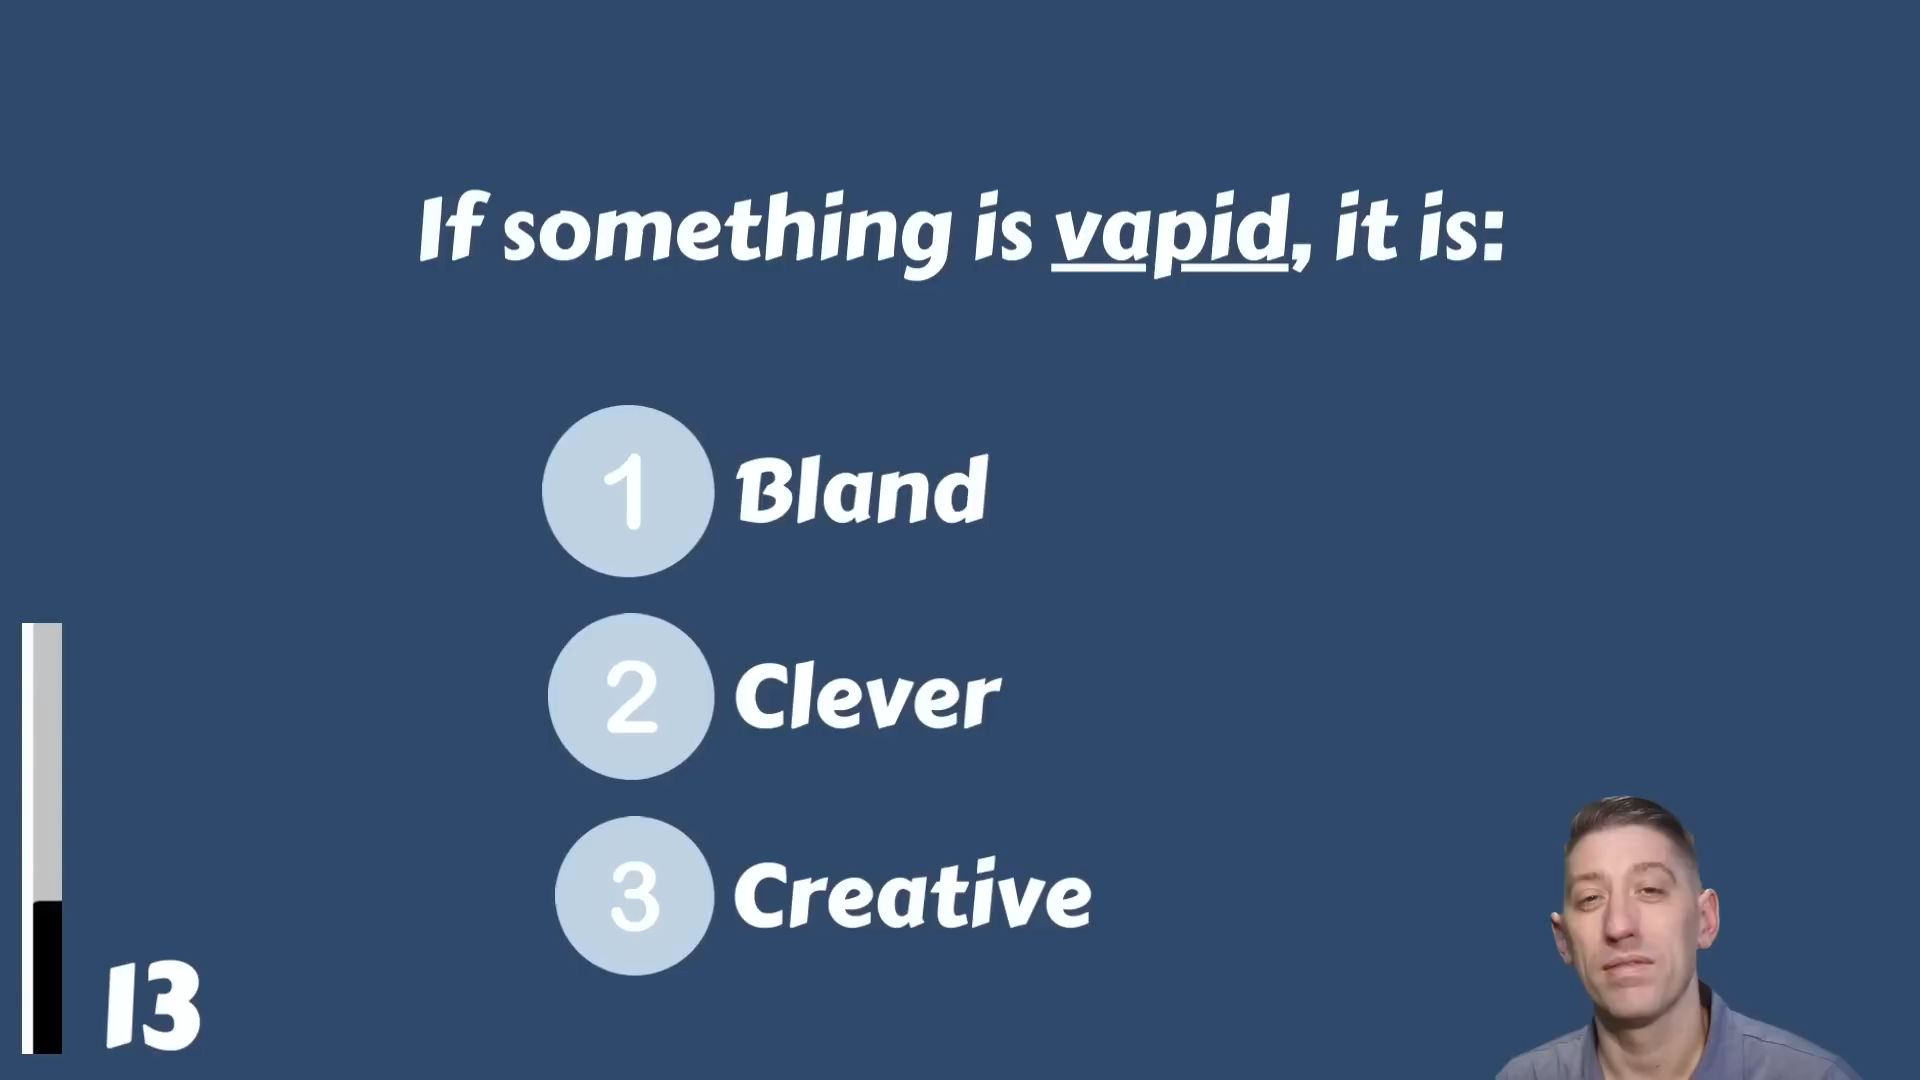 If something is vapid, it is:
1 Bland
2 Clever
3 Creative
13